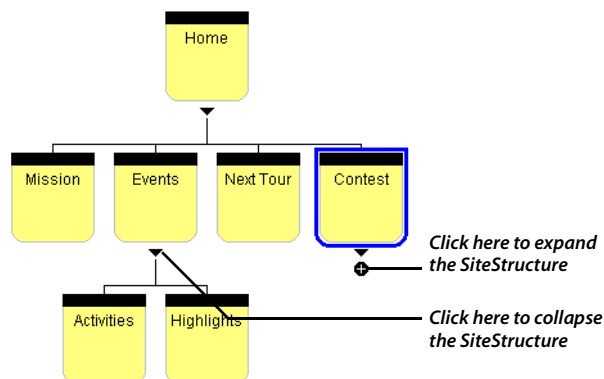 Home
Mission
Events
Next Tour
Contest
Click here to expand
the SiteStructure
Activities
Highlights
Click here to collapse
the SiteStructure